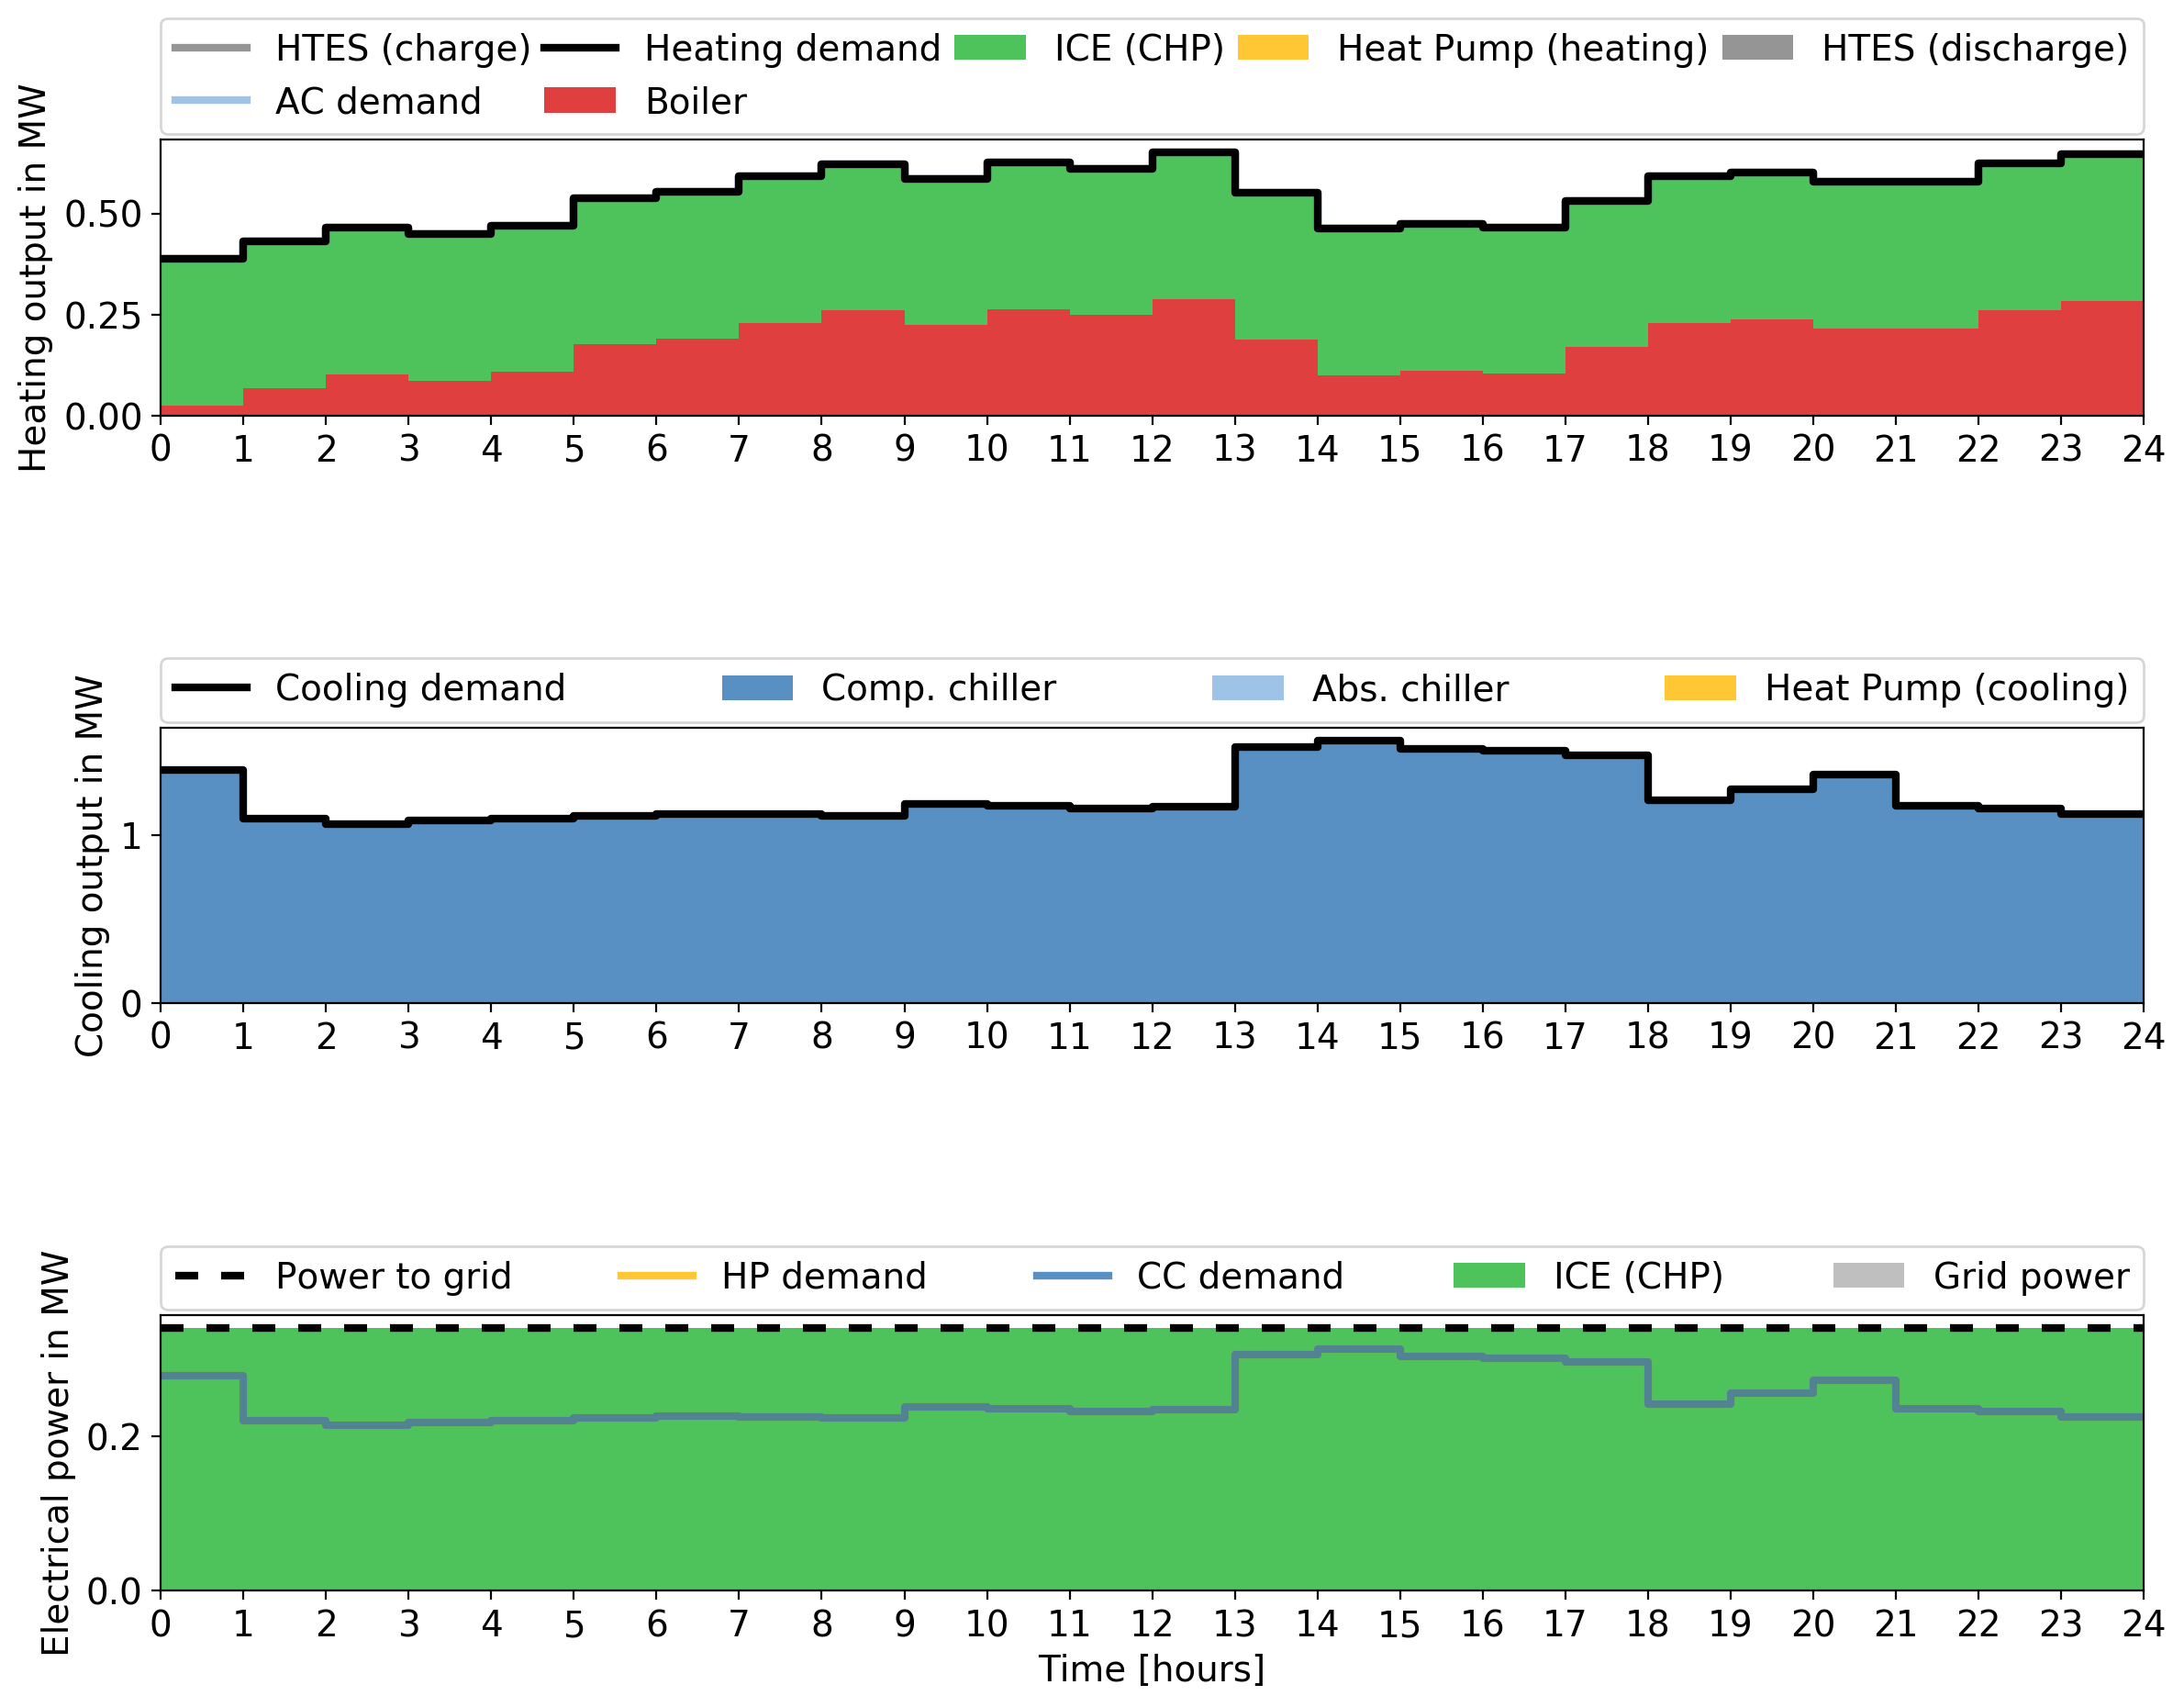 HTES (charge) Heating demand ICE (CHP) Heat Pump (heating) HTES (discharge)
AC demand Boiler
Heating output in MW
0.50
0.25
0.00
0 1 2 3 4 5 6 7 8 9 10 11 12 13 14 15 16 17 18 19 20 21 22 23 24
Cooling demand Comp. chiller Abs. chiller Heat Pump (cooling)
Cooling output in MW
1
0
0 1 2 3 4 5 6 7 8 9 10 11 12 13 14 15 16 17 18 19 20 21 22 23 24
Power to grid HP demand CC demand ICE (CHP) Grid power
Electrical power in MW
0.2
0.0
0 1 2 3 4 5 6 7 8 9 10 11 12 13 14 15 16 17 18 19 20 21 22 23 24
Time [hours]